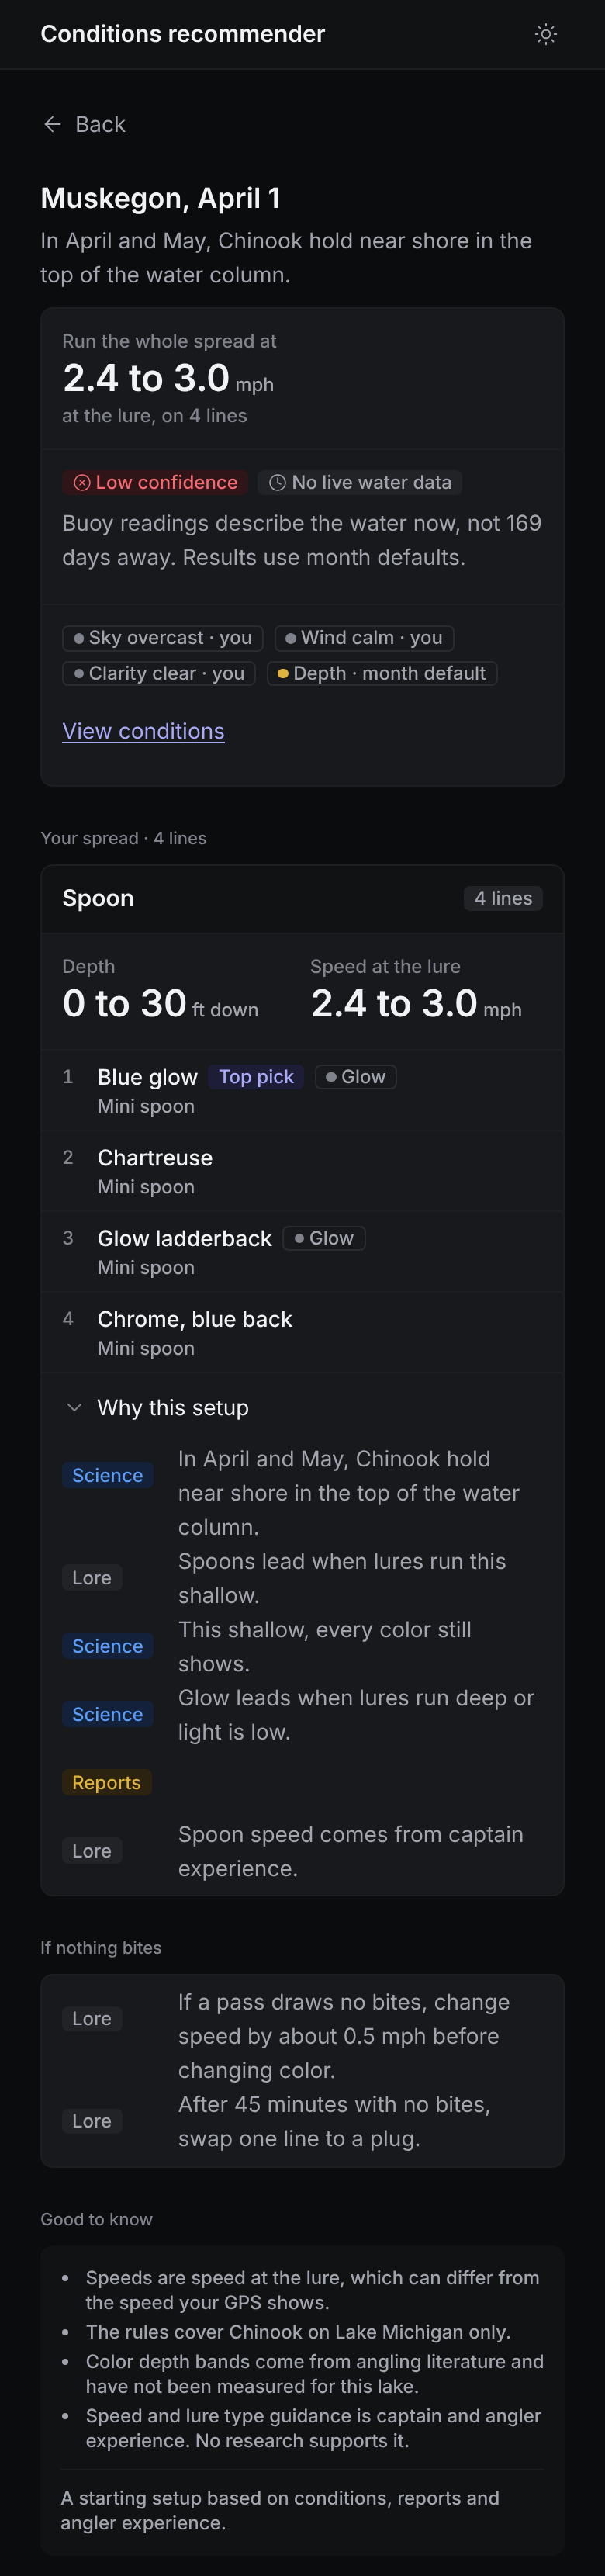 Conditions recommender
Back
Muskegon, April 1
In April and May, Chinook hold near shore in the
top of the water column.
Run the whole spread at
2.4 to 3.0 mph
at the lure, on 4 lines
Low confidence
No live water data
Buoy readings describe the water now, not 169
days away. Results use month defaults.
Sky overcast · you
Wind calm · you
Clarity clear · you
Depth · month default
View conditions
Your spread · 4 lines
Spoon
4 lines
Depth
0 to 30 ft down
Speed at the lure
2.4 to 3.0 mph
1 Blue glow Top pick Glow
Mini spoon
2 Chartreuse
Mini spoon
3 Glow ladderback Glow
Mini spoon
4 Chrome, blue back
Mini spoon
Why this setup
Science
In April and May, Chinook hold
near shore in the top of the water
column.
Lore
Spoons lead when lures run this
shallow.
Science
This shallow, every color still
shows.
Science
Glow leads when lures run deep or
light is low.
Reports
Lore
Spoon speed comes from captain
experience.
If nothing bites
Lore
If a pass draws no bites, change
speed by about 0.5 mph before
changing color.
Lore
After 45 minutes with no bites,
swap one line to a plug.
Good to know
• Speeds are speed at the lure, which can differ from
the speed your GPS shows.
• The rules cover Chinook on Lake Michigan only.
• Color depth bands come from angling literature and
have not been measured for this lake.
• Speed and lure type guidance is captain and angler
experience. No research supports it.
A starting setup based on conditions, reports and
angler experience.